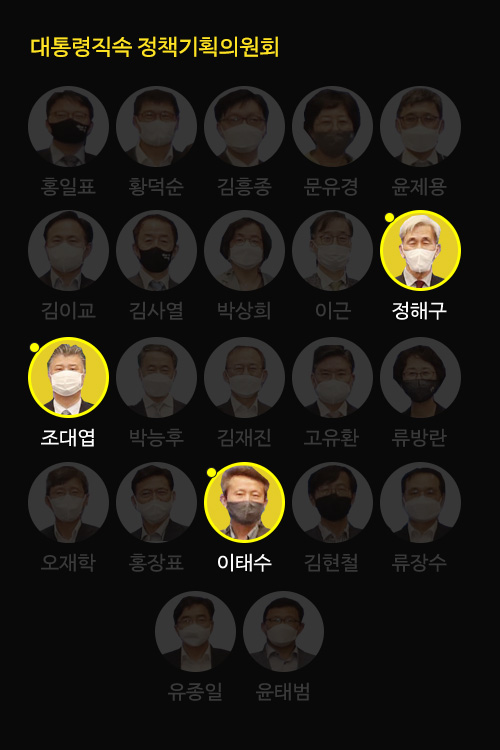 대통령직속 정책기획의원회
홍일표 황덕순 김흥종 문유경 윤제용
김이교 김사열 박상희 이근 정해구
조대엽 박능후 김재진 고유환 류방란
오재학 홍장표 이태수 김현철 류장수
유종일 윤태범